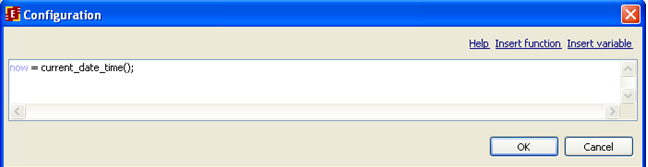 Configuration
Help Insert function Insert variable
now = current_date_time();
OK Cancel